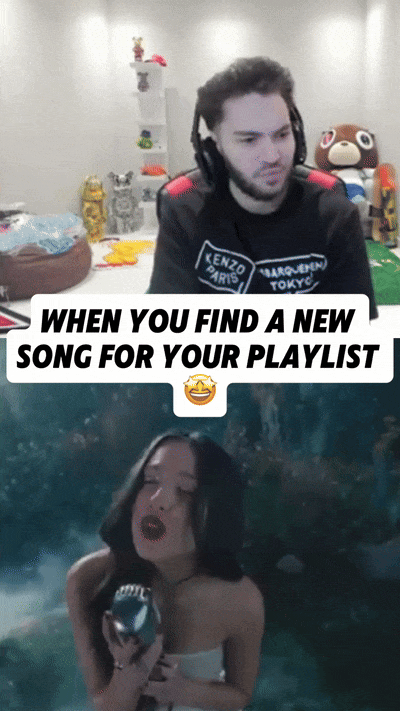 KENZO
PARIS
TOKYO
WHEN YOU FIND A NEW
SONG FOR YOUR PLAYLIST
🤩